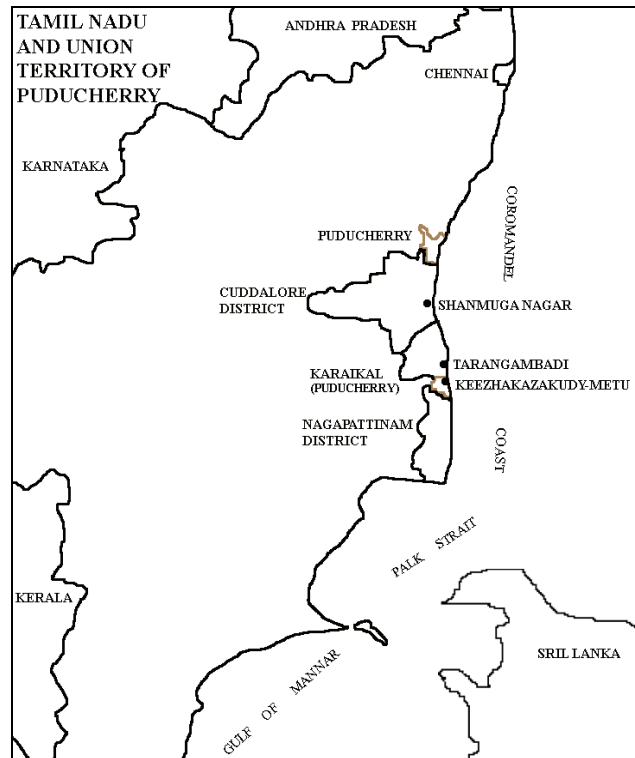 TAMIL NADU
AND UNION
TERRITORY OF
PUDUCHERRY
ANDHRA PRADESH
CHENNAI
KARNATAKA
COROMANDEL
PUDUCHERRY
CUDDALORE
DISTRICT
SHANMUGA NAGAR
TARANGAMBADI
KARAIKAL
(PUDUCHERRY)
KEEZHAKAZAKUDY-METU
NAGAPATTINAM
DISTRICT
COAST
PALK STRAIT
KERALA
SRIL LANKA
GULF OF MANNAR